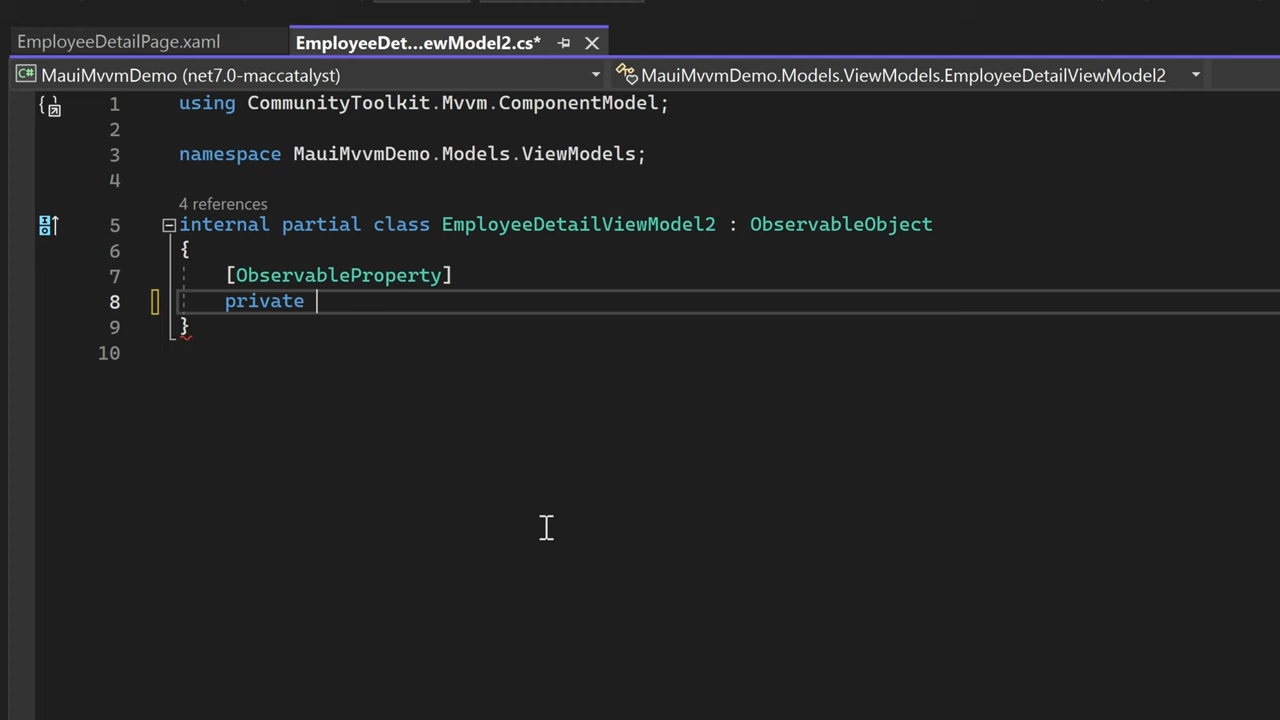 EmployeeDetailPage.xaml
EmployeeDet...ewModel2.cs*
C# MauiMvvmDemo (net7.0-maccatalyst)
MauiMvvmDemo.Models.ViewModels.EmployeeDetailViewModel2
1 using CommunityToolkit.Mvvm.ComponentModel;
2
3 namespace MauiMvvmDemo.Models.ViewModels;
4
4 references
5 internal partial class EmployeeDetailViewModel2 : ObservableObject
6 {
7 [ObservableProperty]
8 private
9 }
10